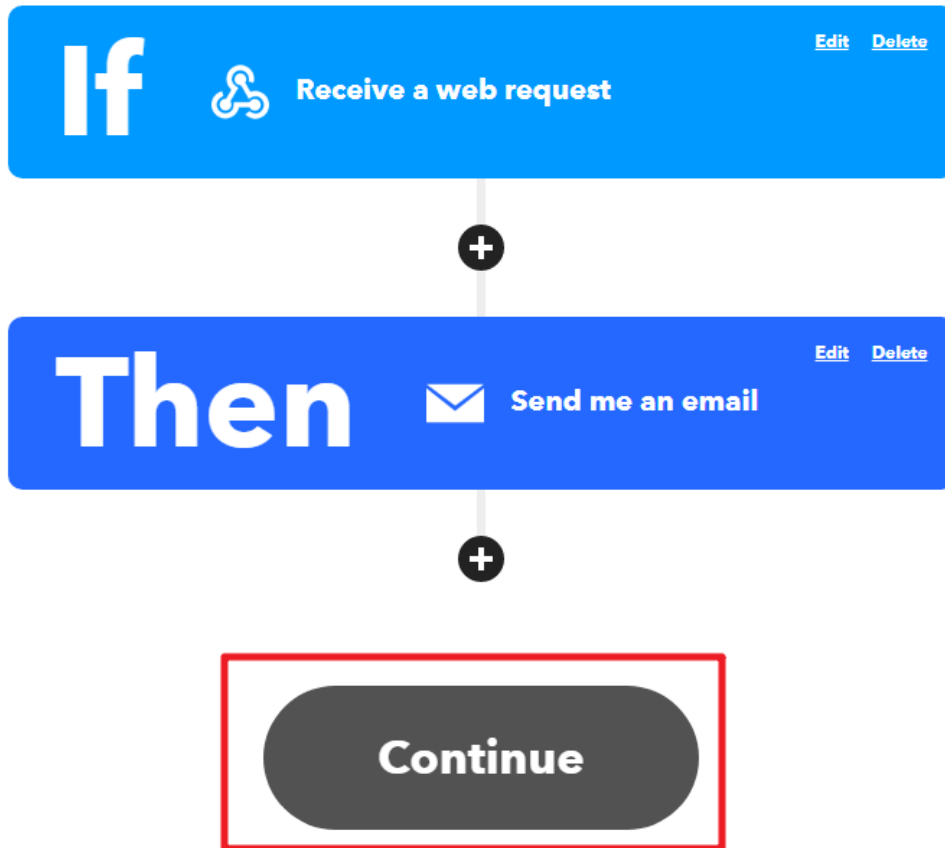 If
Receive a web request
Edit Delete
Then
Send me an email
Edit Delete
Continue